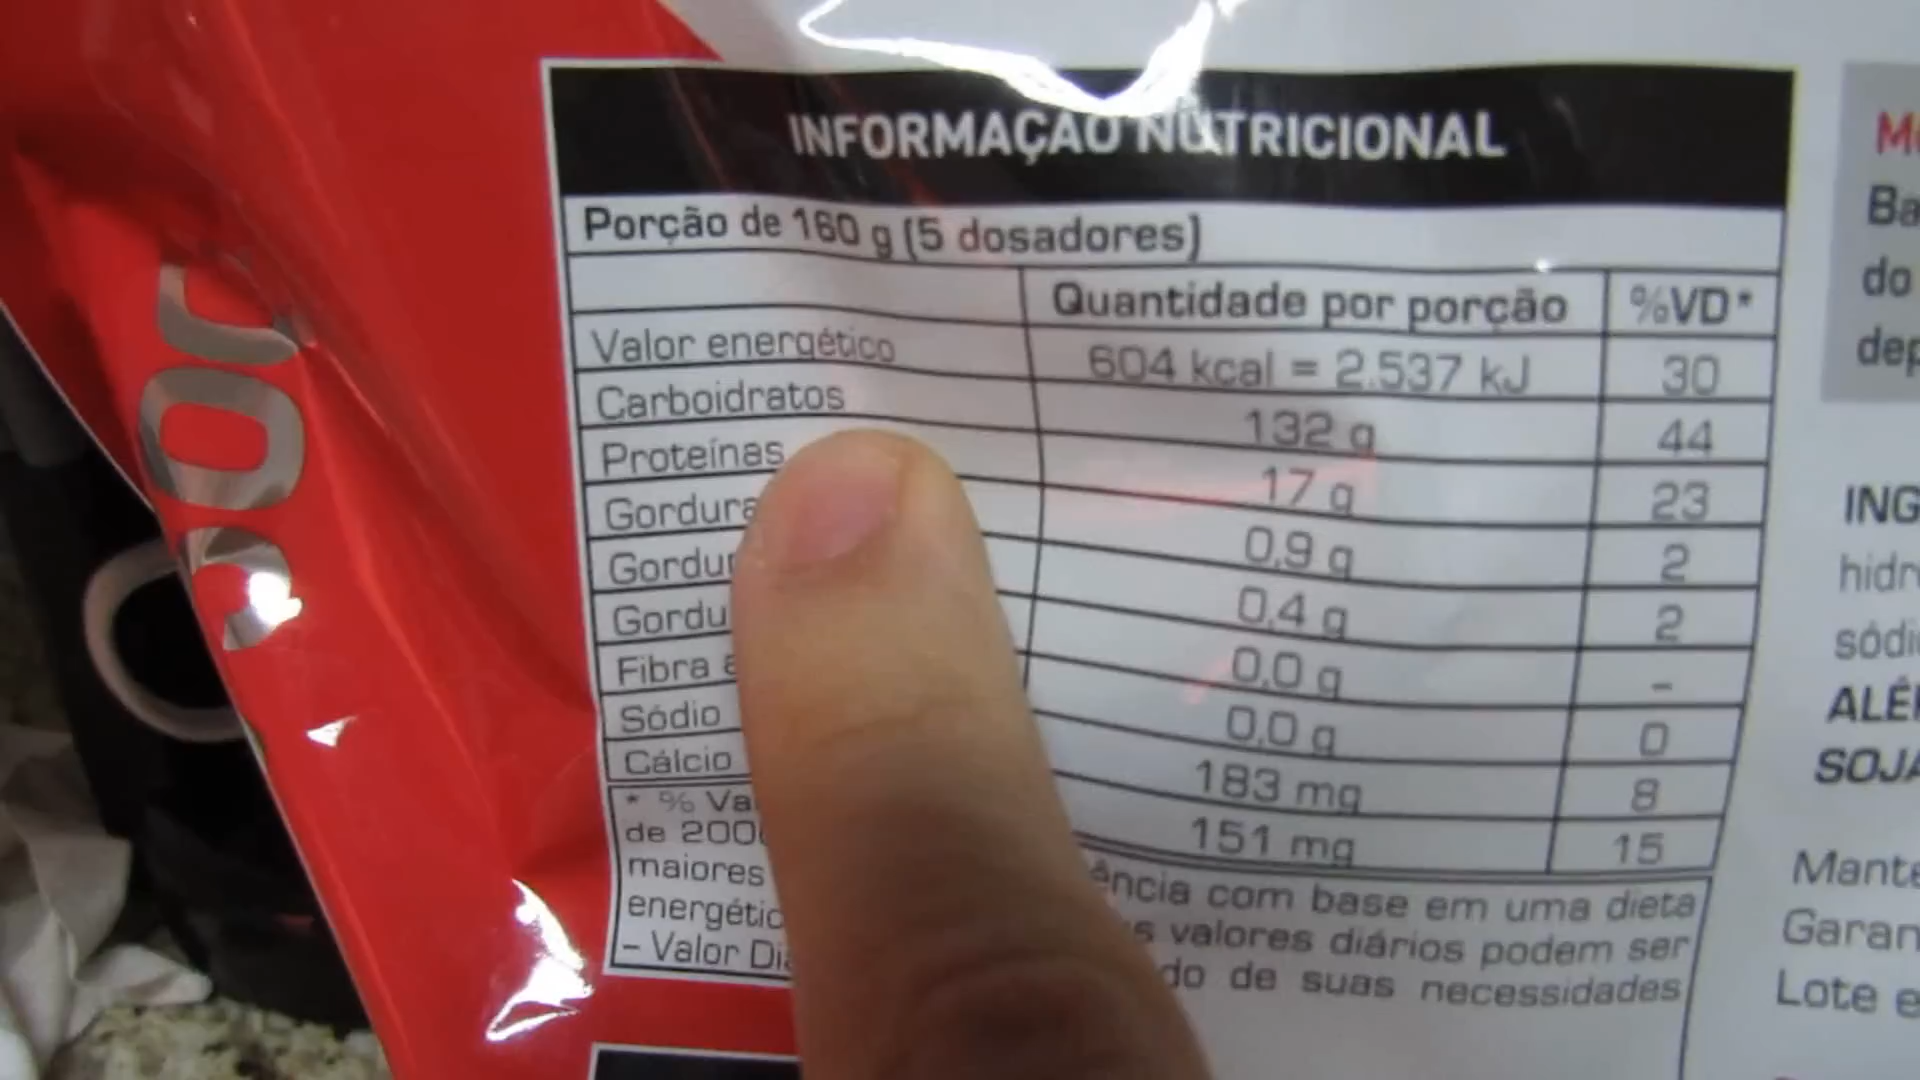 INFORMAÇÃO NUTRICIONAL
Porção de 160 g (5 dosadores)
Quantidade por porção %VD*
Valor energético 604 kcal = 2.537 kJ 30
Carboidratos 132 g 44
Proteínas 17 g 23
Gordura 0,9 g 2
Gordur 0,4 g 2
Gordu 0,0 g -
Fibra 0,0 g 0
Sódio 183 mg 8
Cálcio 151 mg 15
* % Va ência com base em uma dieta
de 200 s valores diários podem ser
maiores do de suas necessidades
energétic
– Valor Di
Ba
do
dep
ING
hidr
sódi
ALÉ
SOJA
Mante
Garan
Lote e